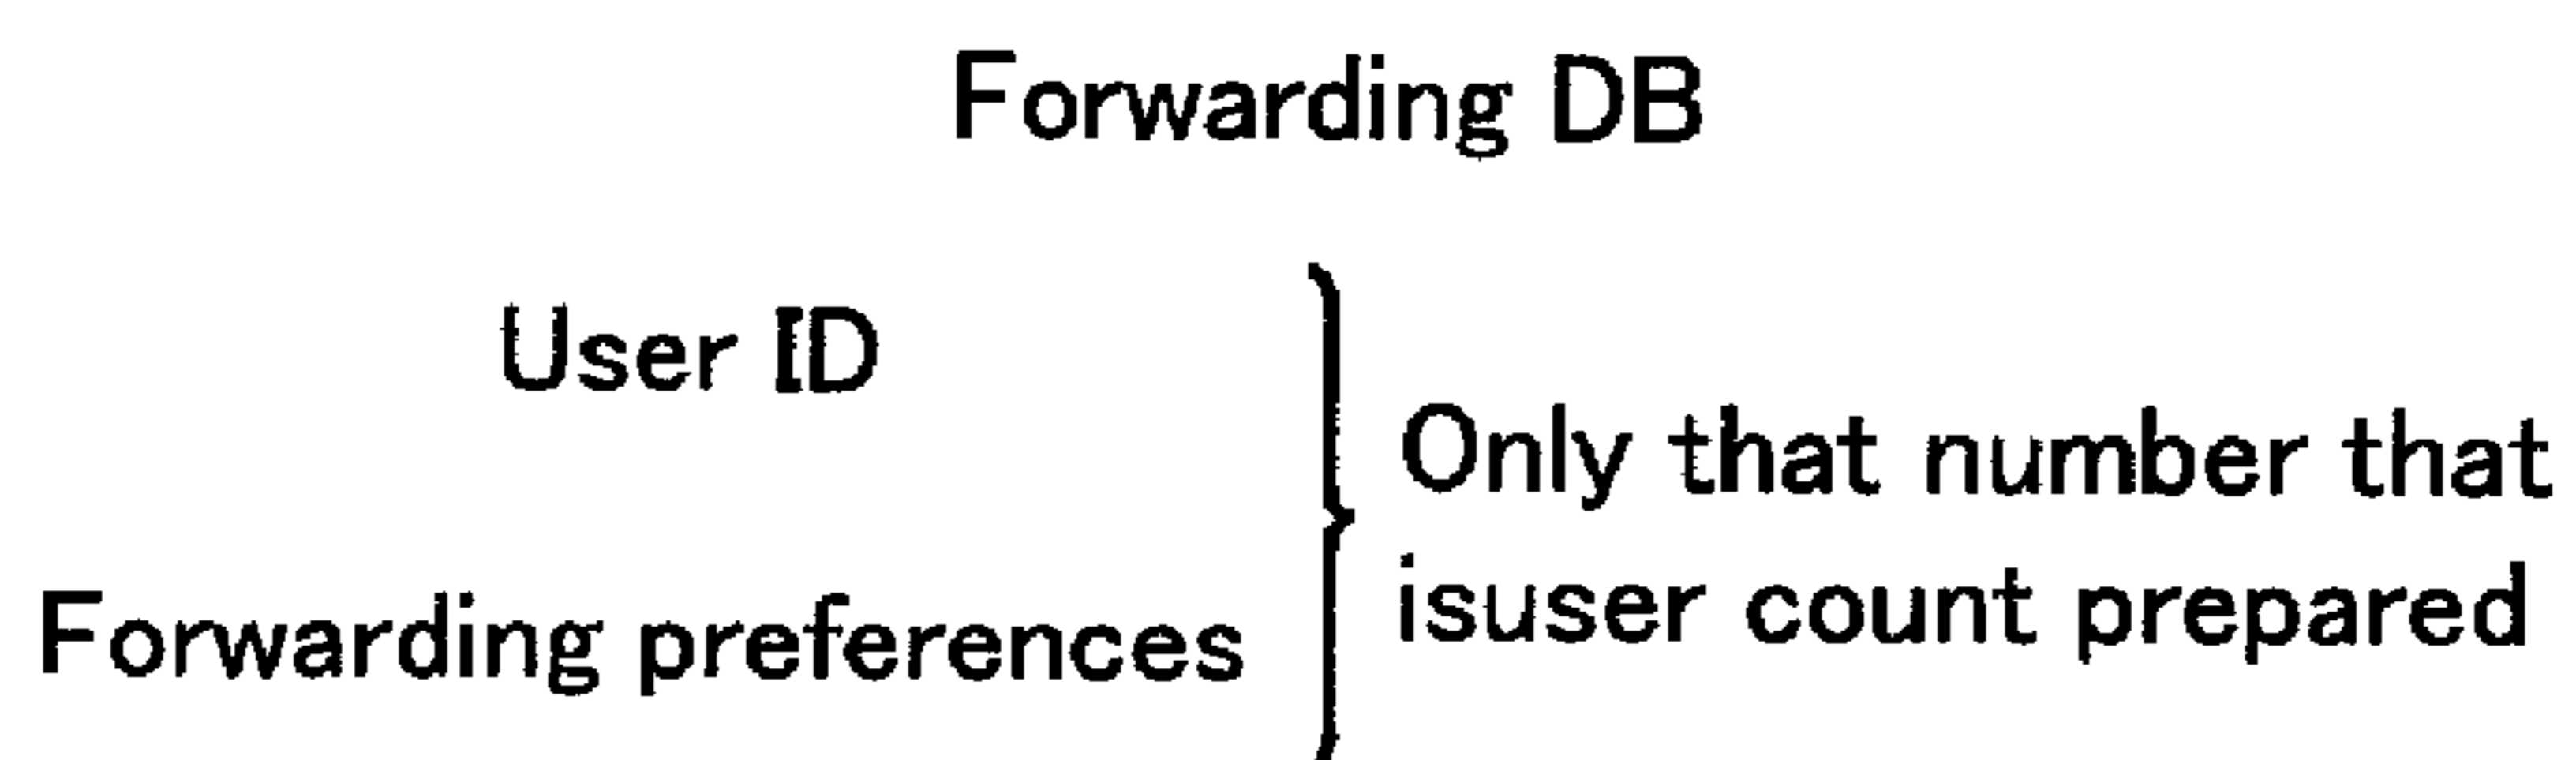 Forwarding DB
User ID
Forwarding preferences
Only that number that
isuser count prepared